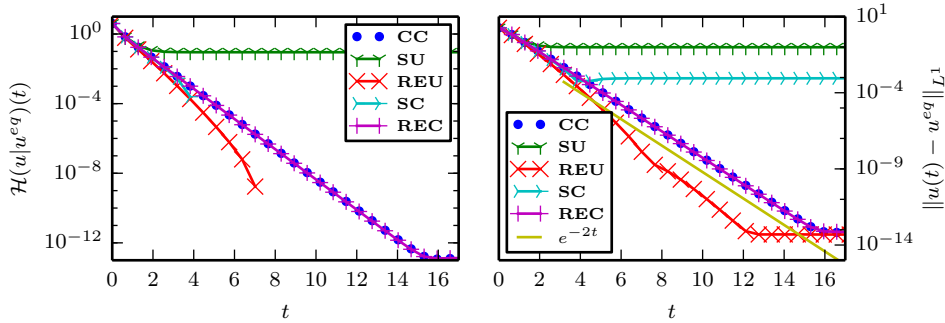 10^0
10^{-4}
10^{-8}
10^{-12}
\mathcal{H}(u|u^{eq})(t)
0 2 4 6 8 10 12 14 16
t
CC
SU
REU
SC
REC
10^1
10^{-4}
10^{-9}
10^{-14}
\|u(t) - u^{eq}\|_{L^1}
0 2 4 6 8 10 12 14 16
t
CC
SU
REU
SC
REC
e^{-2t}